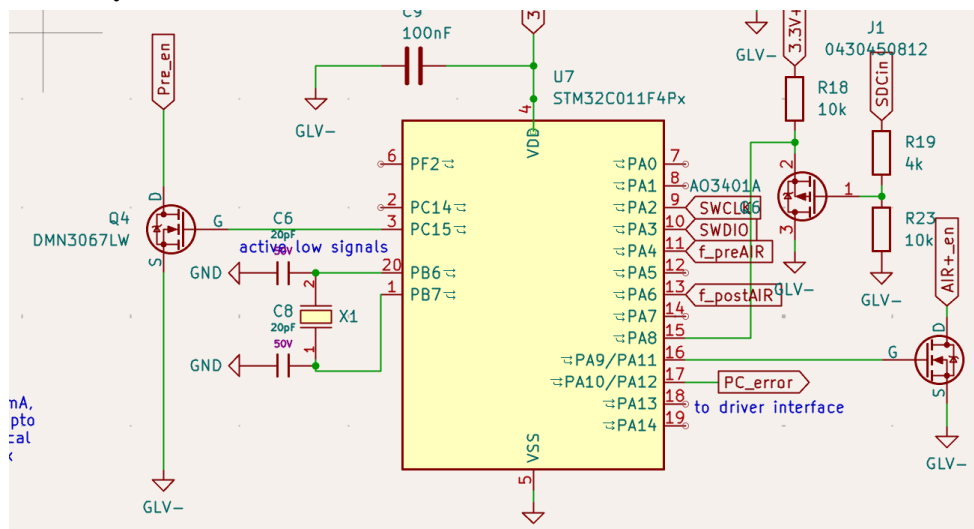 C9
100nF
3
3.3V+
GLV-
J1
0430450812
Pre_en
GLV-
U7
STM32C011F4Px
R18
10k
SDCin
R19
4k
4
VDD
6
PF2
PA0
7
PA1
8
AO3401A
2
1
3
2
PC14
PA2
9
SWCLK
3
PC15
PA3
10
SWDIO
PA4
11
f_preAIR
D
G
S
Q4
DMN3067LW
C6
20pF
50V
active low signals
R23
10k
AIR+_en
GND
20
PB6
PA5
12
1
PB7
PA6
13
f_postAIR
GLV-
GLV-
2
C8
20pF
50V
X1
1
PA7
14
PA8
15
D
G
S
GND
PA9/PA11
16
PA10/PA12
17
PC_error
PA13
18
to driver interface
PA14
19
mA,
pto
cal
VSS
5
GLV-
GLV-